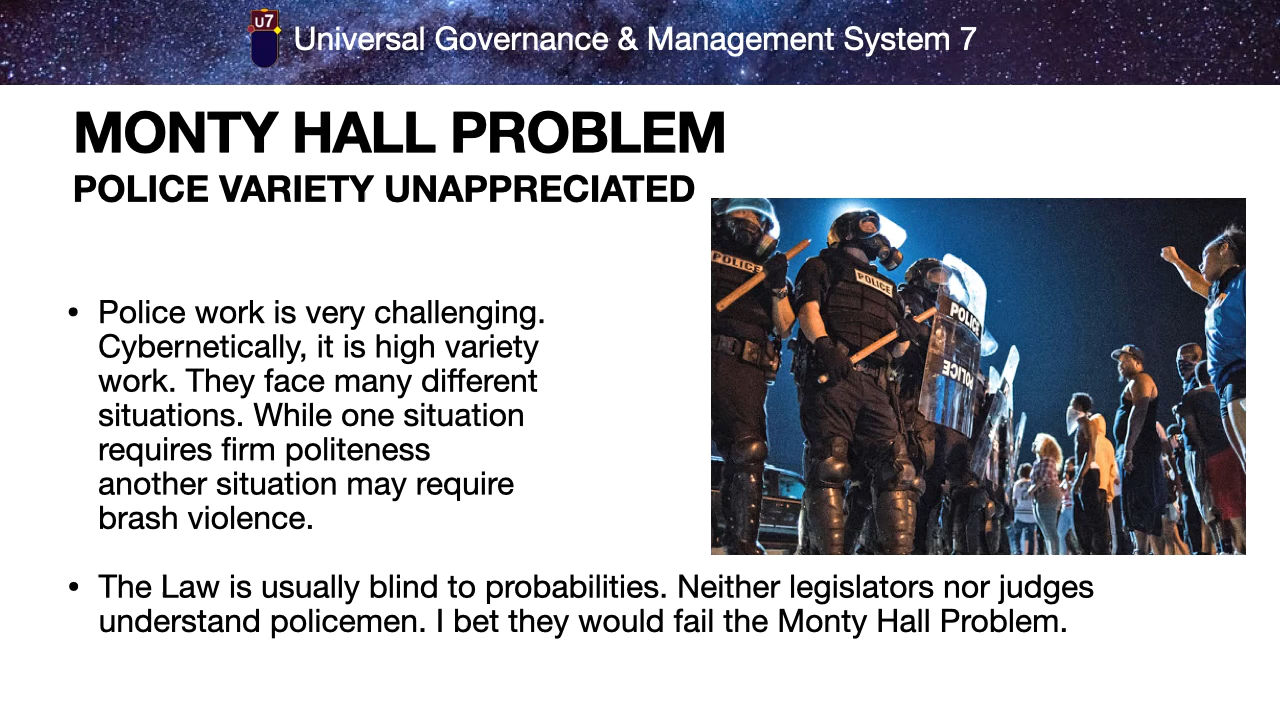 U7
Universal Governance & Management System 7
MONTY HALL PROBLEM
POLICE VARIETY UNAPPRECIATED
• Police work is very challenging.
Cybernetically, it is high variety
work. They face many different
situations. While one situation
requires firm politeness
another situation may require
brash violence.
POLICE
POLICE
POLICE
POLICE
• The Law is usually blind to probabilities. Neither legislators nor judges
understand policemen. I bet they would fail the Monty Hall Problem.